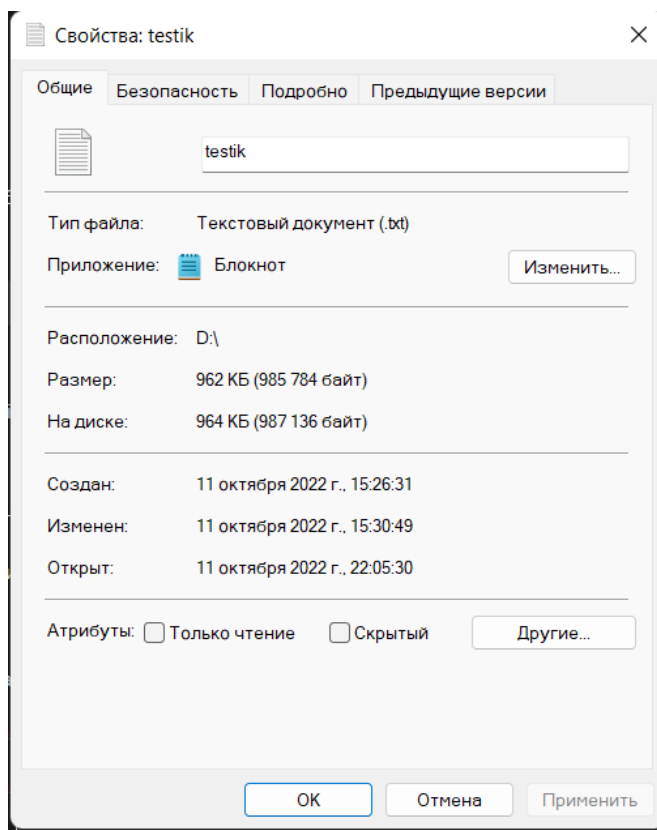 Свойства: testik
Общие Безопасность Подробно Предыдущие версии
testik
Тип файла: Текстовый документ (.txt)
Приложение: Блокнот Изменить...
Расположение: D:\
Размер: 962 КБ (985 784 байт)
На диске: 964 КБ (987 136 байт)
Создан: 11 октября 2022 г., 15:26:31
Изменен: 11 октября 2022 г., 15:30:49
Открыт: 11 октября 2022 г., 22:05:30
Атрибуты: Только чтение Скрытый Другие...
ОК Отмена Применить